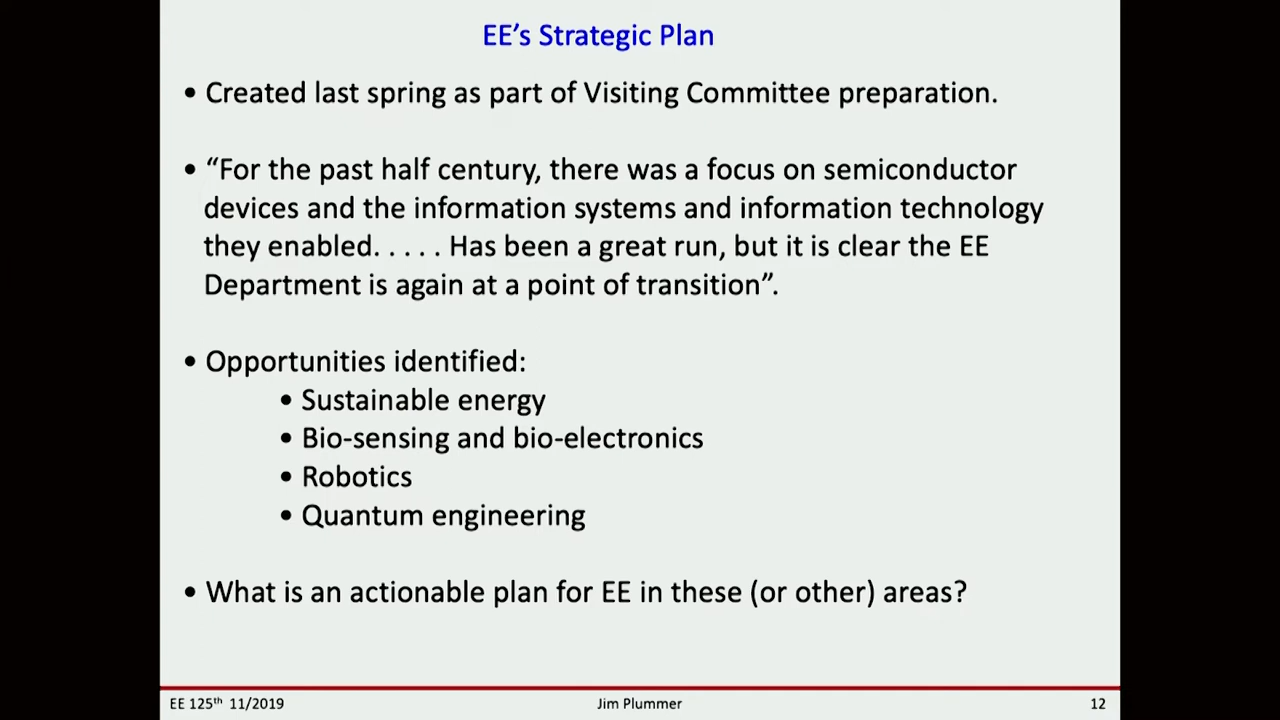 EE’s Strategic Plan
• Created last spring as part of Visiting Committee preparation.
• “For the past half century, there was a focus on semiconductor
devices and the information systems and information technology
they enabled. . . . . Has been a great run, but it is clear the EE
Department is again at a point of transition”.
• Opportunities identified:
• Sustainable energy
• Bio-sensing and bio-electronics
• Robotics
• Quantum engineering
• What is an actionable plan for EE in these (or other) areas?
EE 125th 11/2019 Jim Plummer 12